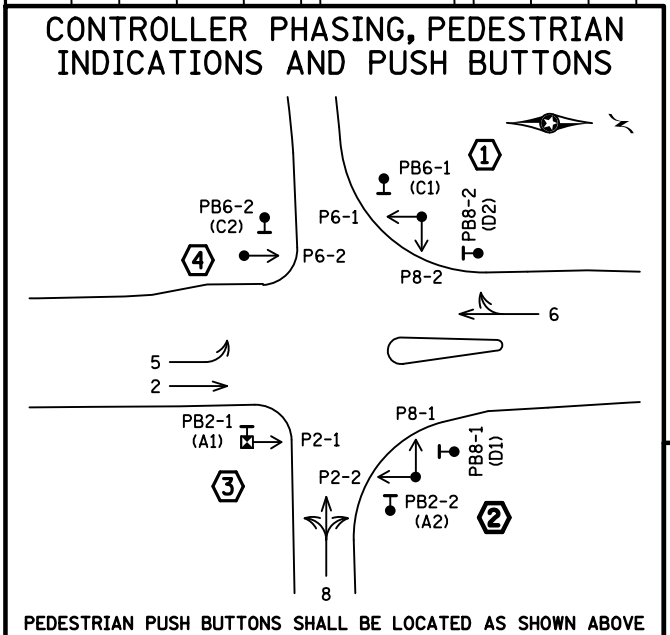 CONTROLLER PHASING, PEDESTRIAN
INDICATIONS AND PUSH BUTTONS
1
PB6-1
(C1)
PB8-2
(D2)
PB6-2
(C2)
P6-1
4
P6-2
P8-2
6
5
2
P8-1
PB2-1
(A1)
P2-1
PB8-1
(D1)
P2-2
3
PB2-2
(A2)
2
8
PEDESTRIAN PUSH BUTTONS SHALL BE LOCATED AS SHOWN ABOVE